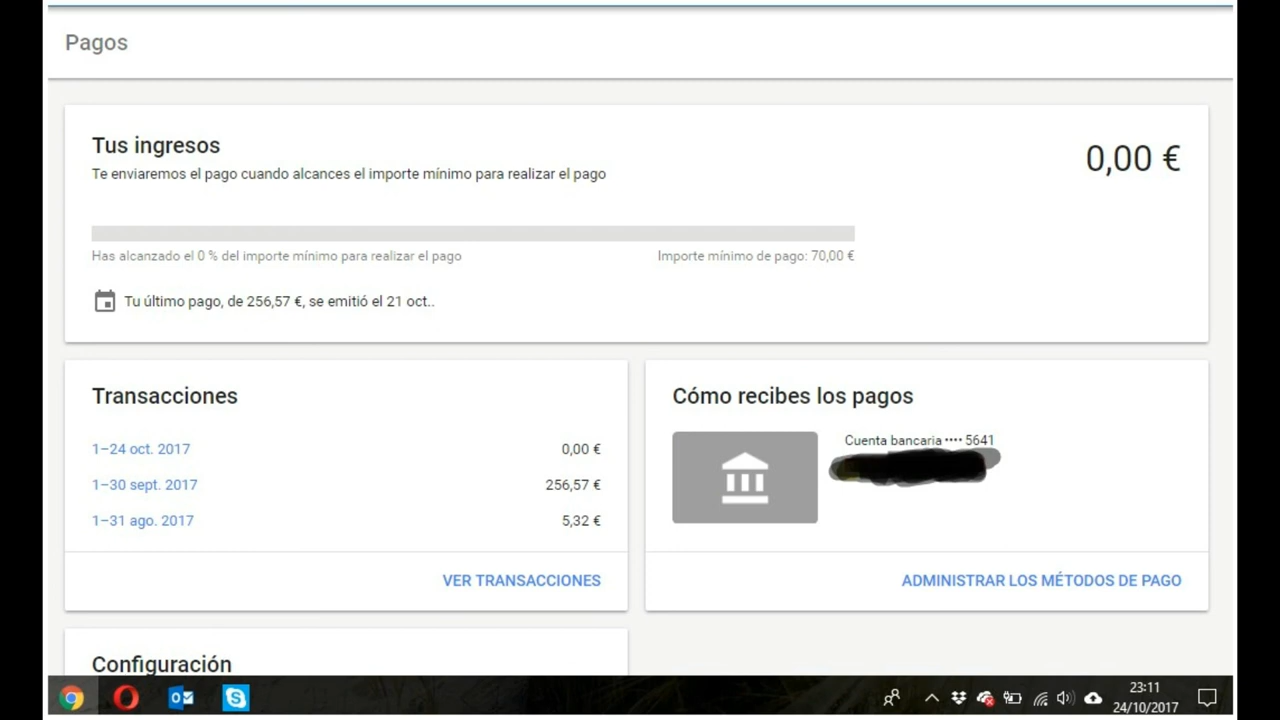 Pagos
Tus ingresos
0,00 €
Te enviaremos el pago cuando alcances el importe mínimo para realizar el pago
Has alcanzado el 0 % del importe mínimo para realizar el pago
Importe mínimo de pago: 70,00 €
Tu último pago, de 256,57 €, se emitió el 21 oct..
Transacciones
1–24 oct. 2017 0,00 €
1–30 sept. 2017 256,57 €
1–31 ago. 2017 5,32 €
VER TRANSACCIONES
Cómo recibes los pagos
Cuenta bancaria •••• 5641
ADMINISTRAR LOS MÉTODOS DE PAGO
Configuración
23:11
24/10/2017